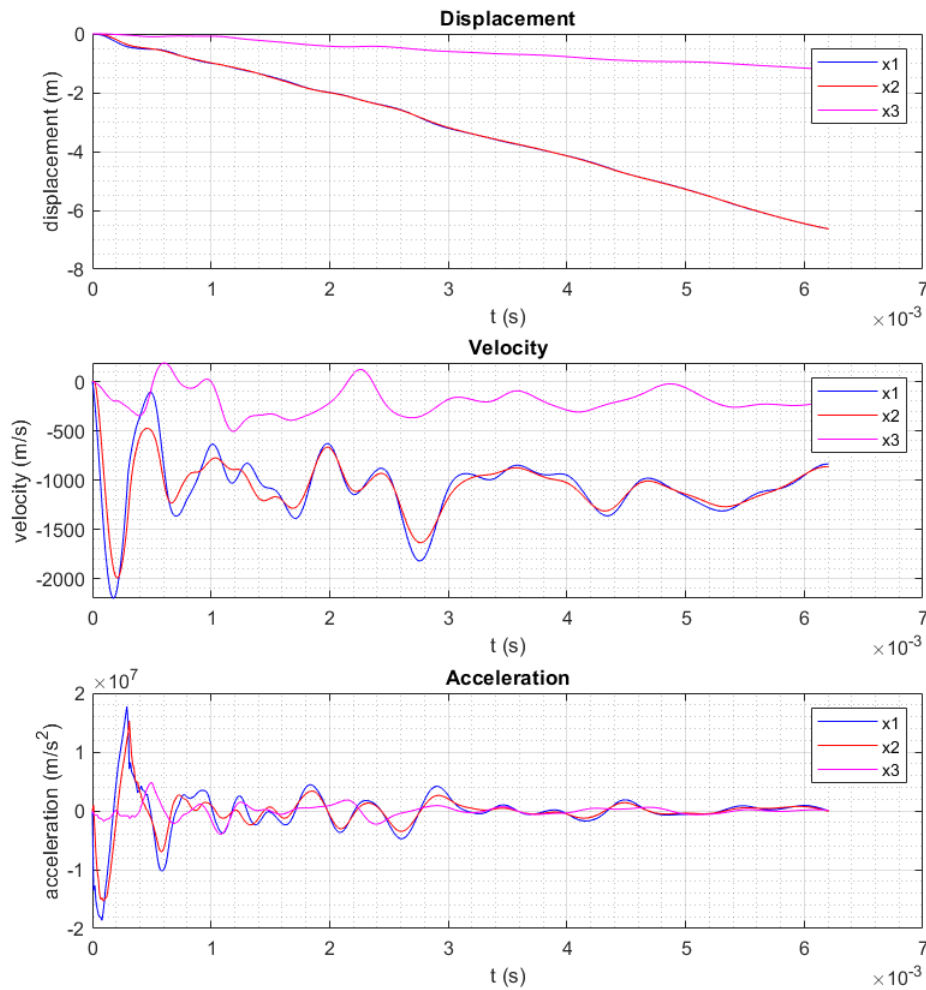 Displacement
0
-2
-4
-6
-8
displacement (m)
x1
x2
x3
0 1 2 3 4 5 6 7
t (s)
×10-3
Velocity
0
-500
-1000
-1500
-2000
velocity (m/s)
x1
x2
x3
0 1 2 3 4 5 6 7
t (s)
×10-3
×107
Acceleration
2
1
0
-1
-2
acceleration (m/s2)
x1
x2
x3
0 1 2 3 4 5 6 7
t (s)
×10-3